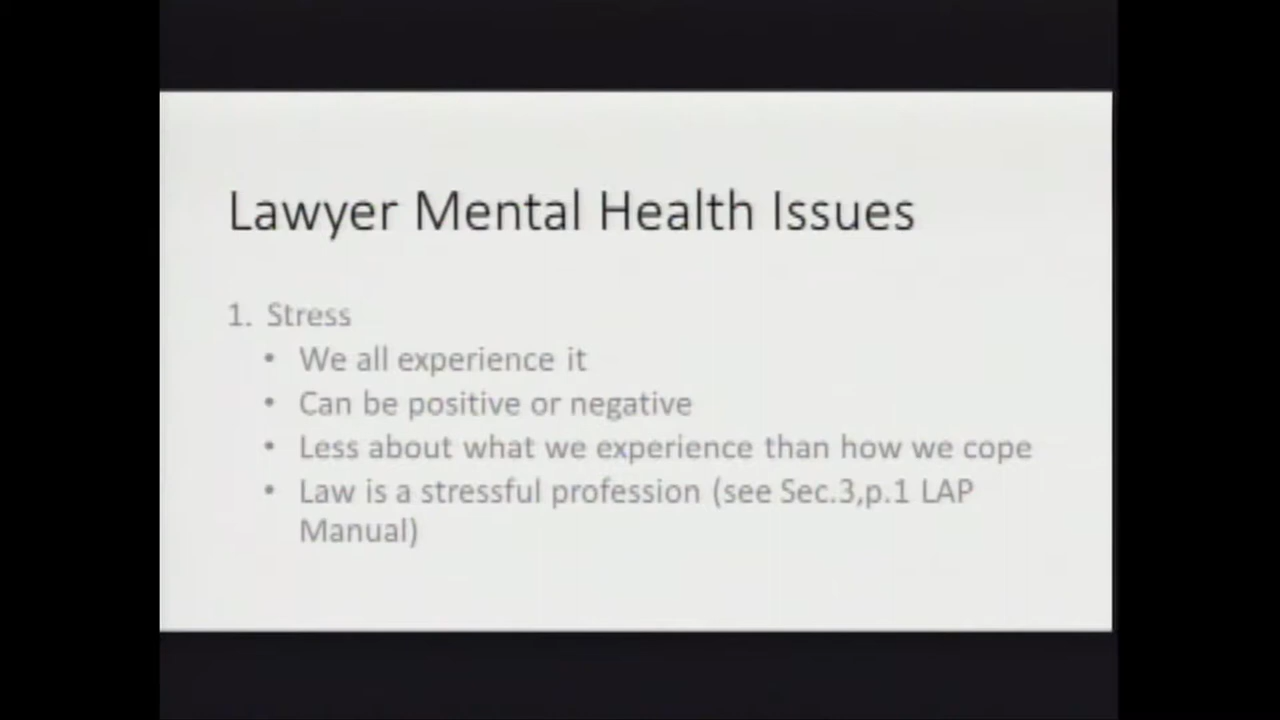 Lawyer Mental Health Issues
1. Stress
• We all experience it
• Can be positive or negative
• Less about what we experience than how we cope
• Law is a stressful profession (see Sec.3,p.1 LAP
Manual)